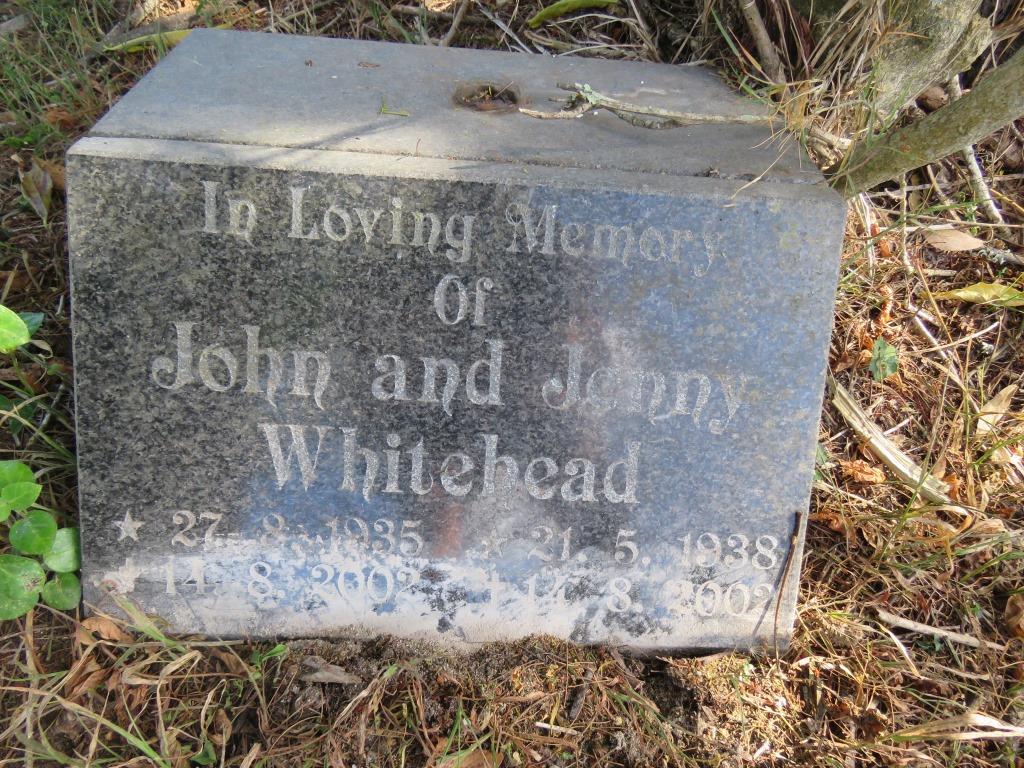 In Loving Memory
Of
John and Jenny
Whitehead
★ 27. 8. 1935 ★ 21. 5. 1938
✝ 14. 8. 2002 ✝ 14. 8. 2002